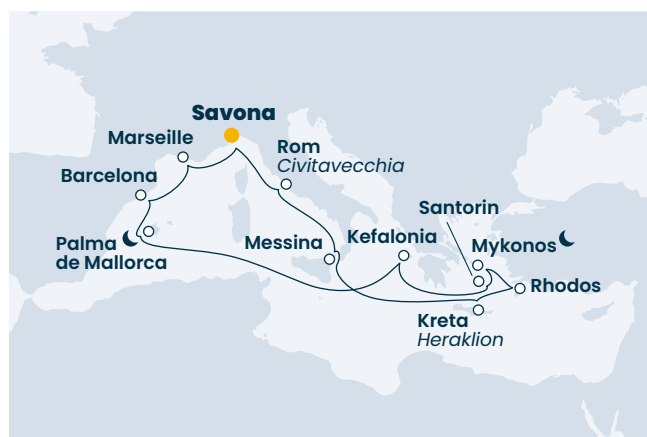 Savona
Marseille
Rom
Civitavecchia
Barcelona
Santorin
Palma
de Mallorca
Messina
Kefalonia
Mykonos
Rhodos
Kreta
Heraklion